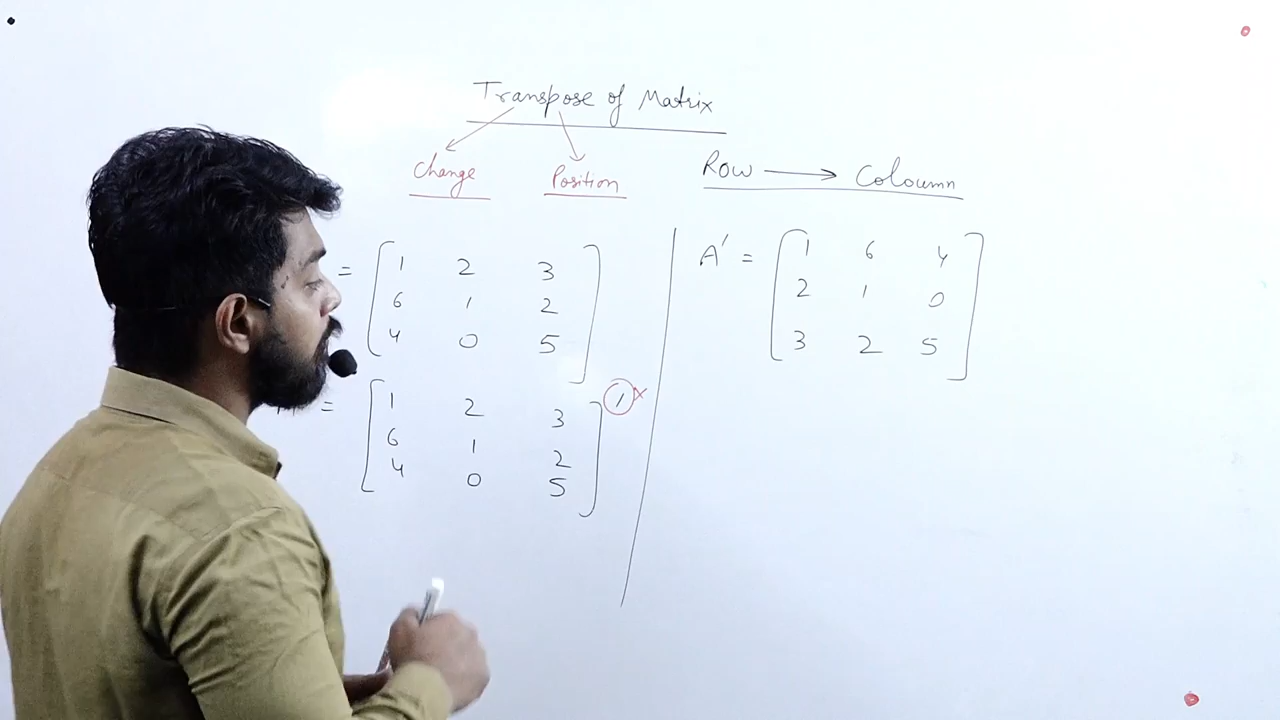 Transpose of Matrix
Change Position
Row → Coloumn
= [ 1 2 3
6 1 2
4 0 5 ]
= [ 1 2 3
6 1 2
4 0 5 ]′ ×
A′ = [ 1 6 4
2 1 0
3 2 5 ]